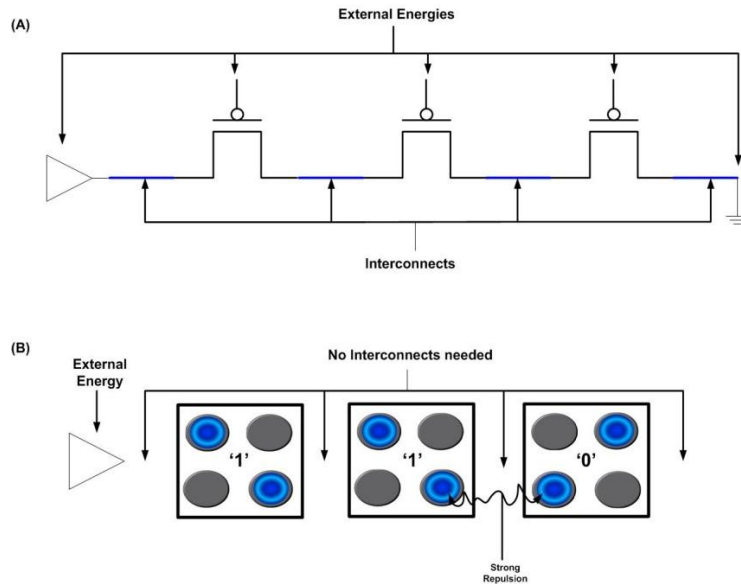 (A)
External Energies
Interconnects
(B)
No Interconnects needed
External
Energy
‘1’
‘1’
‘0’
Strong
Repulsion